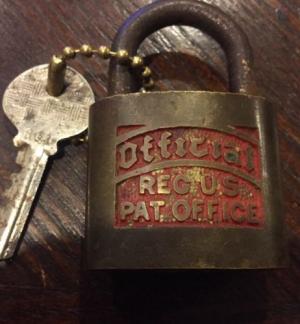 Official
REG. U.S.
PAT. OFFICE